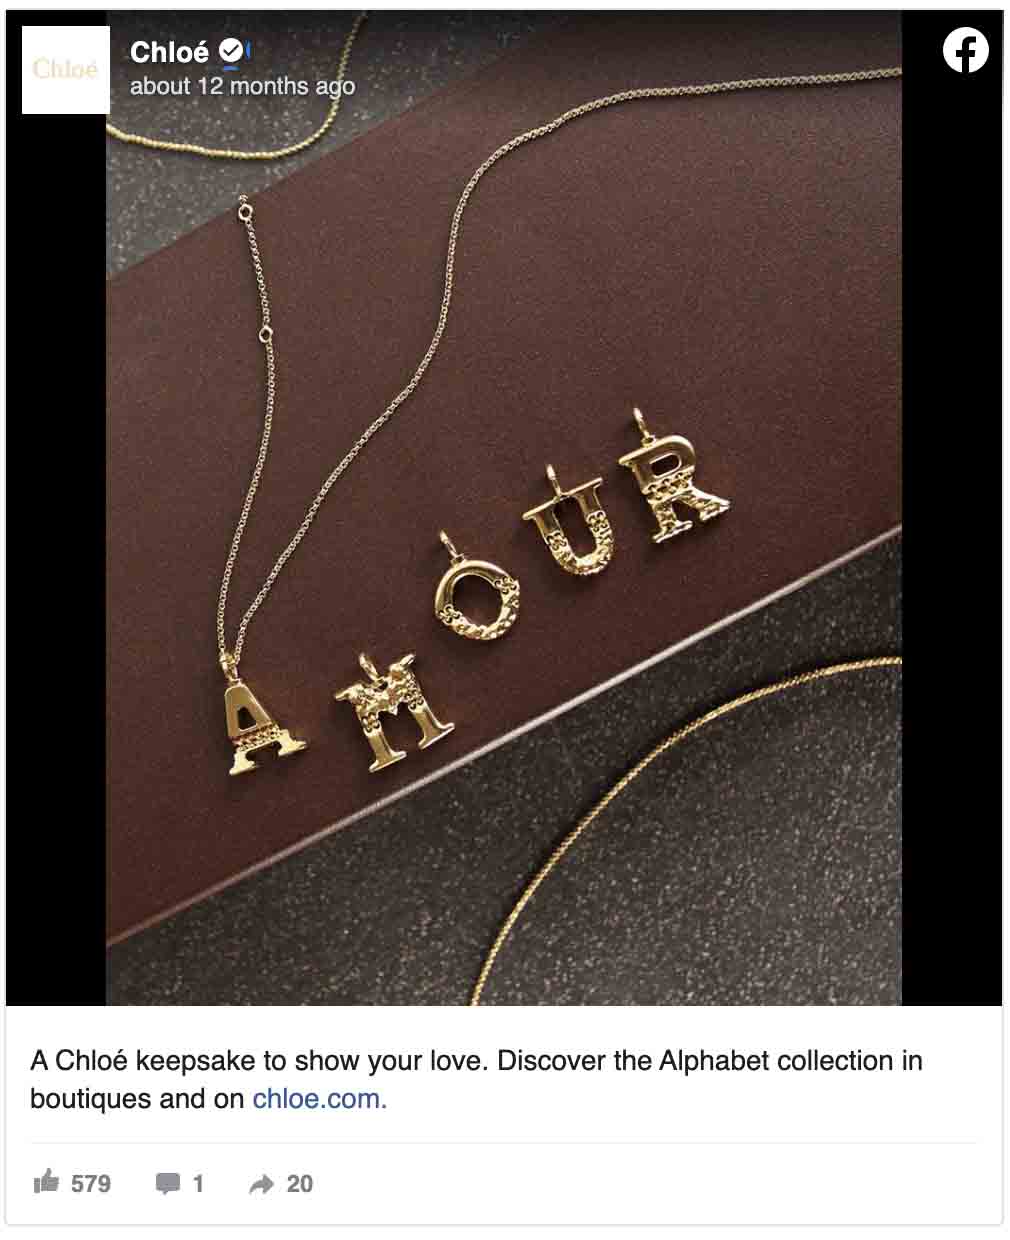 Chloé
Chloé
about 12 months ago
A M O U R
A Chloé keepsake to show your love. Discover the Alphabet collection in
boutiques and on chloe.com.
579 1 20